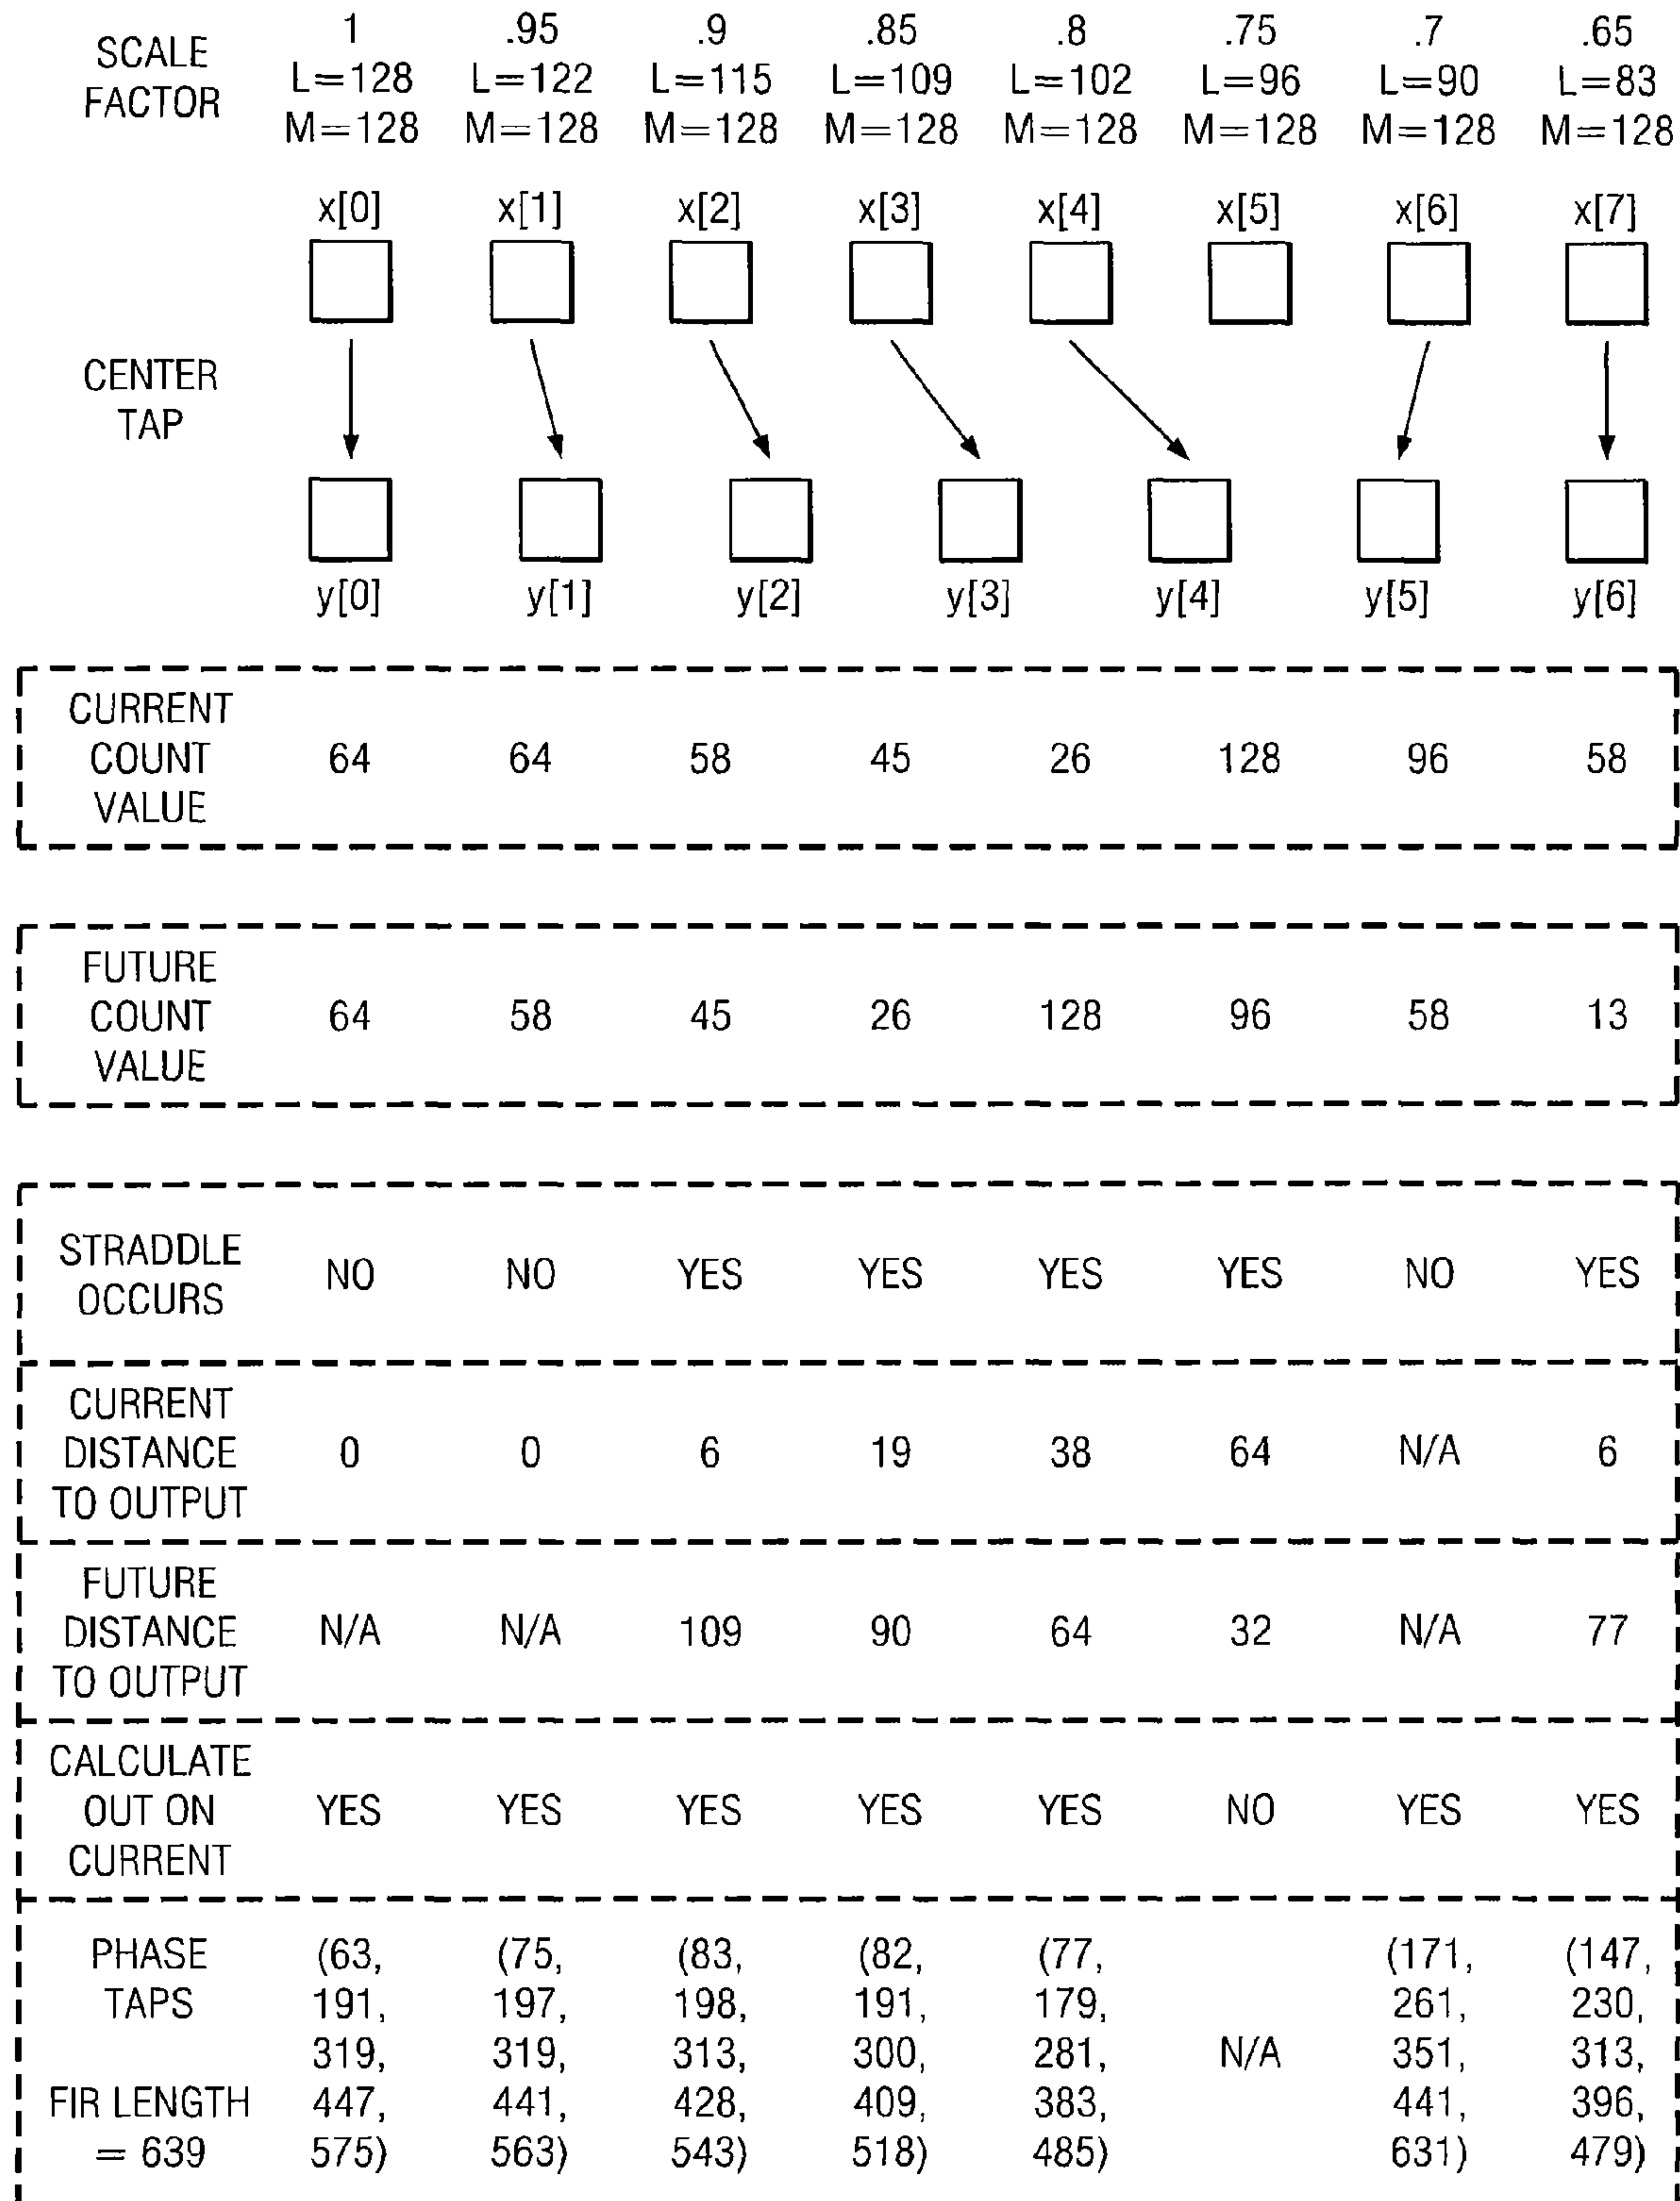 SCALE FACTOR
1 .95 .9 .85 .8 .75 .7 .65
L=128 L=122 L=115 L=109 L=102 L=96 L=90 L=83
M=128 M=128 M=128 M=128 M=128 M=128 M=128 M=128
x[0] x[1] x[2] x[3] x[4] x[5] x[6] x[7]
CENTER TAP
y[0] y[1] y[2] y[3] y[4] y[5] y[6]
CURRENT COUNT VALUE 64 64 58 45 26 128 96 58
FUTURE COUNT VALUE 64 58 45 26 128 96 58 13
STRADDLE OCCURS NO NO YES YES YES YES NO YES
CURRENT DISTANCE TO OUTPUT 0 0 6 19 38 64 N/A 6
FUTURE DISTANCE TO OUTPUT N/A N/A 109 90 64 32 N/A 77
CALCULATE OUT ON CURRENT YES YES YES YES YES NO YES YES
PHASE (63, (75, (83, (82, (77, (171, (147,
TAPS 191, 197, 198, 191, 179, 261, 230,
319, 319, 313, 300, 281, N/A 351, 313,
FIR LENGTH 447, 441, 428, 409, 383, 441, 396,
= 639 575) 563) 543) 518) 485) 631) 479)